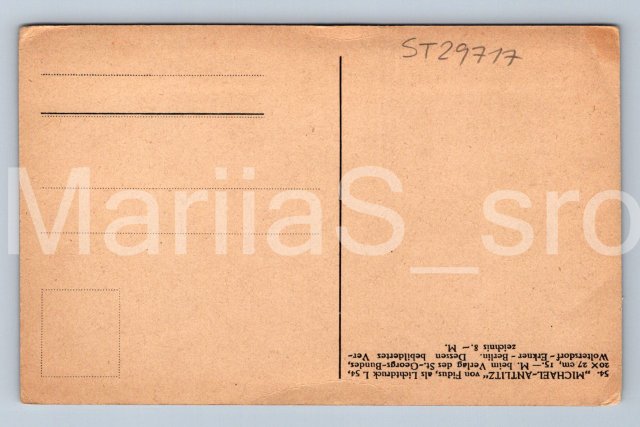 ST29717
MariiaS_sro
54. „MICHAEL-ANTLITZ“ von Fidus, als Lichtdruck L 54,
20 X 27 cm, 15.— M. beim Verlag des St.-Georgs-Bundes,
Woltersdorf - Erkner - Berlin. Dessen bebildertes Ver-
zeichnis 8.— M.